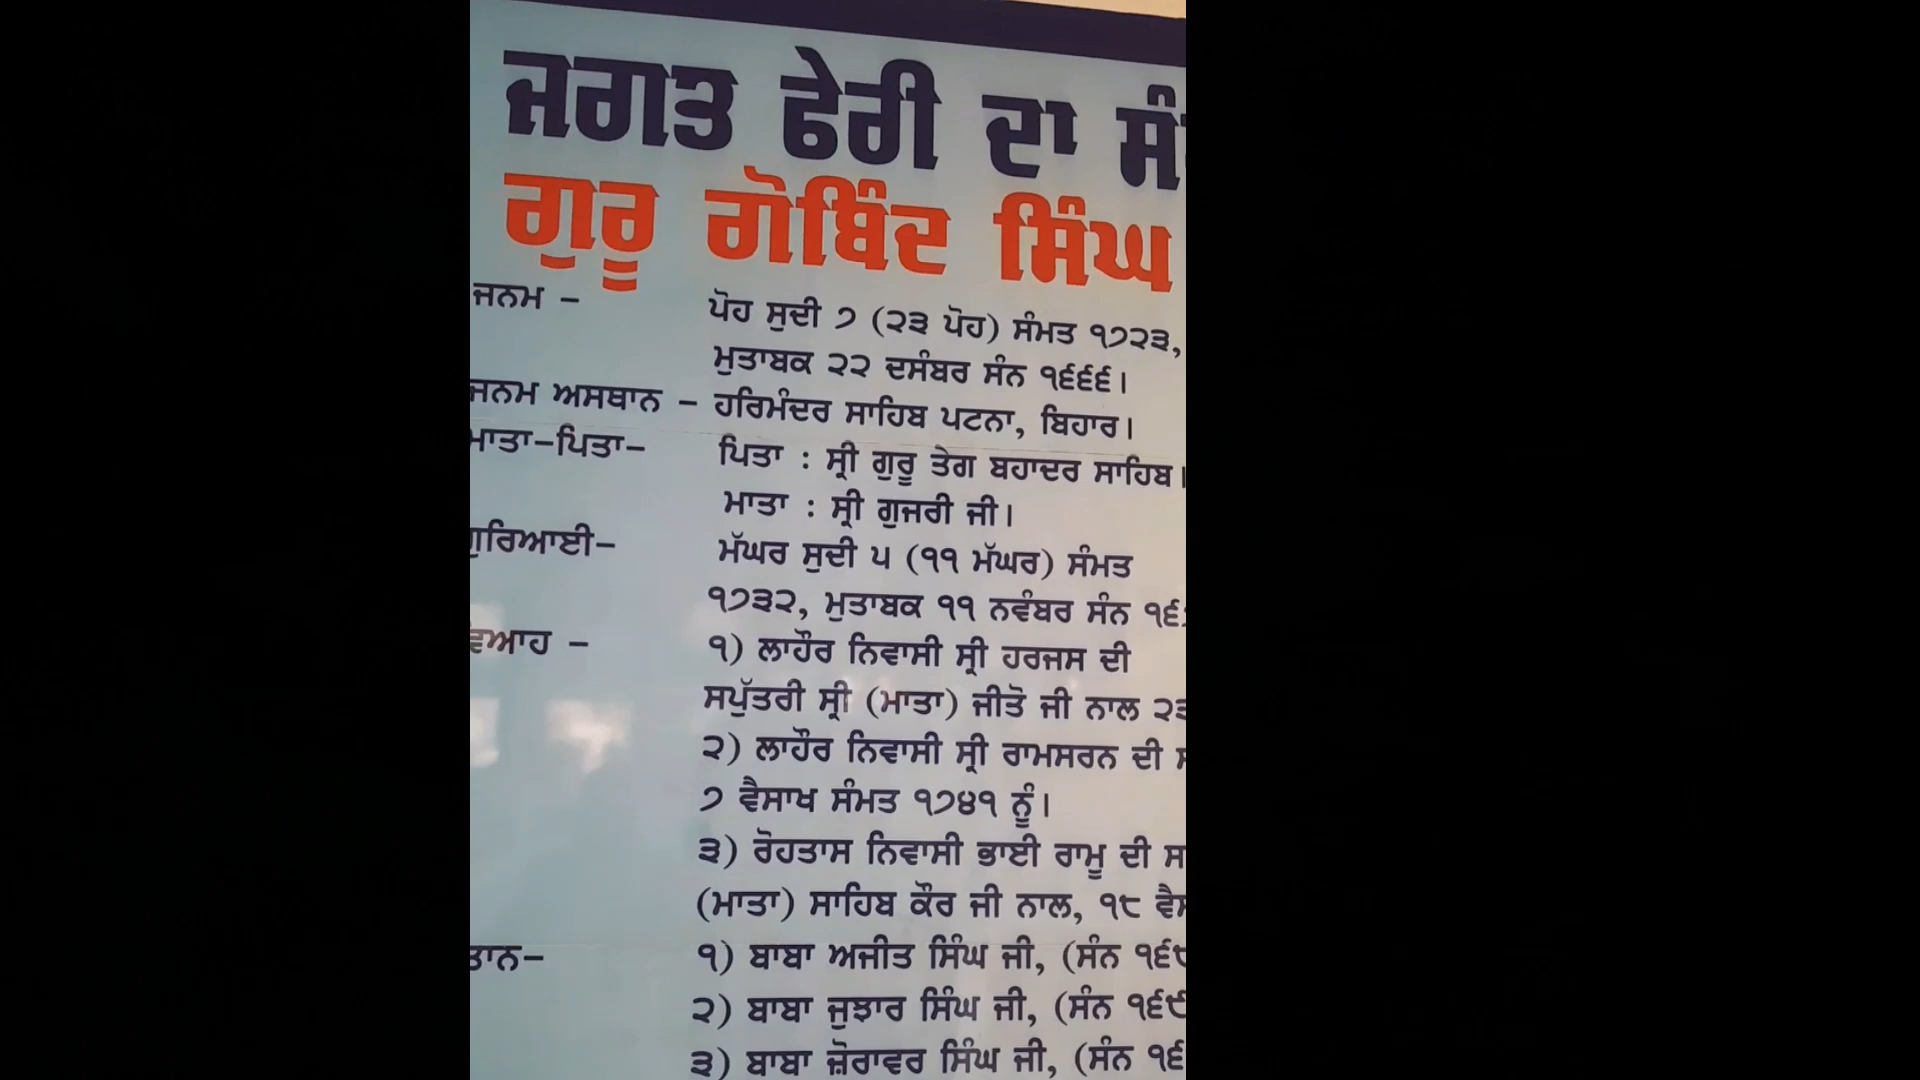 ਜਗਤ ਫੇਰੀ ਦਾ
ਗੁਰੂ ਗੋਬਿੰਦ ਸਿੰਘ
ਜਨਮ - ਪੋਹ ਸੁਦੀ ੭ (੨੩ ਪੋਹ) ਸੰਮਤ ੧੭੨੩,
ਮੁਤਾਬਕ ੨੨ ਦਸੰਬਰ ਸੰਨ ੧੬੬੬।
ਜਨਮ ਅਸਥਾਨ - ਹਰਿਮੰਦਰ ਸਾਹਿਬ ਪਟਨਾ, ਬਿਹਾਰ।
ਮਾਤਾ-ਪਿਤਾ- ਪਿਤਾ : ਸ੍ਰੀ ਗੁਰੂ ਤੇਗ ਬਹਾਦਰ ਸਾਹਿਬ।
ਮਾਤਾ : ਸ੍ਰੀ ਗੁਜਰੀ ਜੀ।
ਗੁਰਿਆਈ- ਮੱਘਰ ਸੁਦੀ ੫ (੧੧ ਮੱਘਰ) ਸੰਮਤ
੧੭੩੨, ਮੁਤਾਬਕ ੧੧ ਨਵੰਬਰ ਸੰਨ
ਵਿਆਹ - ੧) ਲਾਹੌਰ ਨਿਵਾਸੀ ਸ੍ਰੀ ਹਰਜਸ ਦੀ
ਸਪੁੱਤਰੀ ਸ੍ਰੀ (ਮਾਤਾ) ਜੀਤੋ ਜੀ ਨਾਲ
੨) ਲਾਹੌਰ ਨਿਵਾਸੀ ਸ੍ਰੀ ਰਾਮਸਰਨ ਦੀ
੭ ਵੈਸਾਖ ਸੰਮਤ ੧੭੪੧ ਨੂੰ।
੩) ਰੋਹਤਾਸ ਨਿਵਾਸੀ ਭਾਈ ਰਾਮੂ ਦੀ
(ਮਾਤਾ) ਸਾਹਿਬ ਕੌਰ ਜੀ ਨਾਲ, ੧੮
੧) ਬਾਬਾ ਅਜੀਤ ਸਿੰਘ ਜੀ, (ਸੰਨ
੨) ਬਾਬਾ ਜੁਝਾਰ ਸਿੰਘ ਜੀ, (ਸੰਨ
੩) ਬਾਬਾ ਜ਼ੋਰਾਵਰ ਸਿੰਘ ਜੀ, (ਸੰਨ